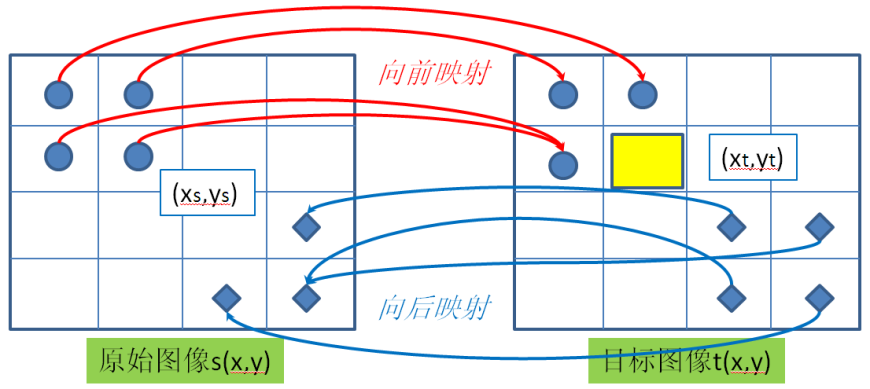 向前映射
(xs,ys)
(xt,yt)
向后映射
原始图像s(x,y)
目标图像t(x,y)